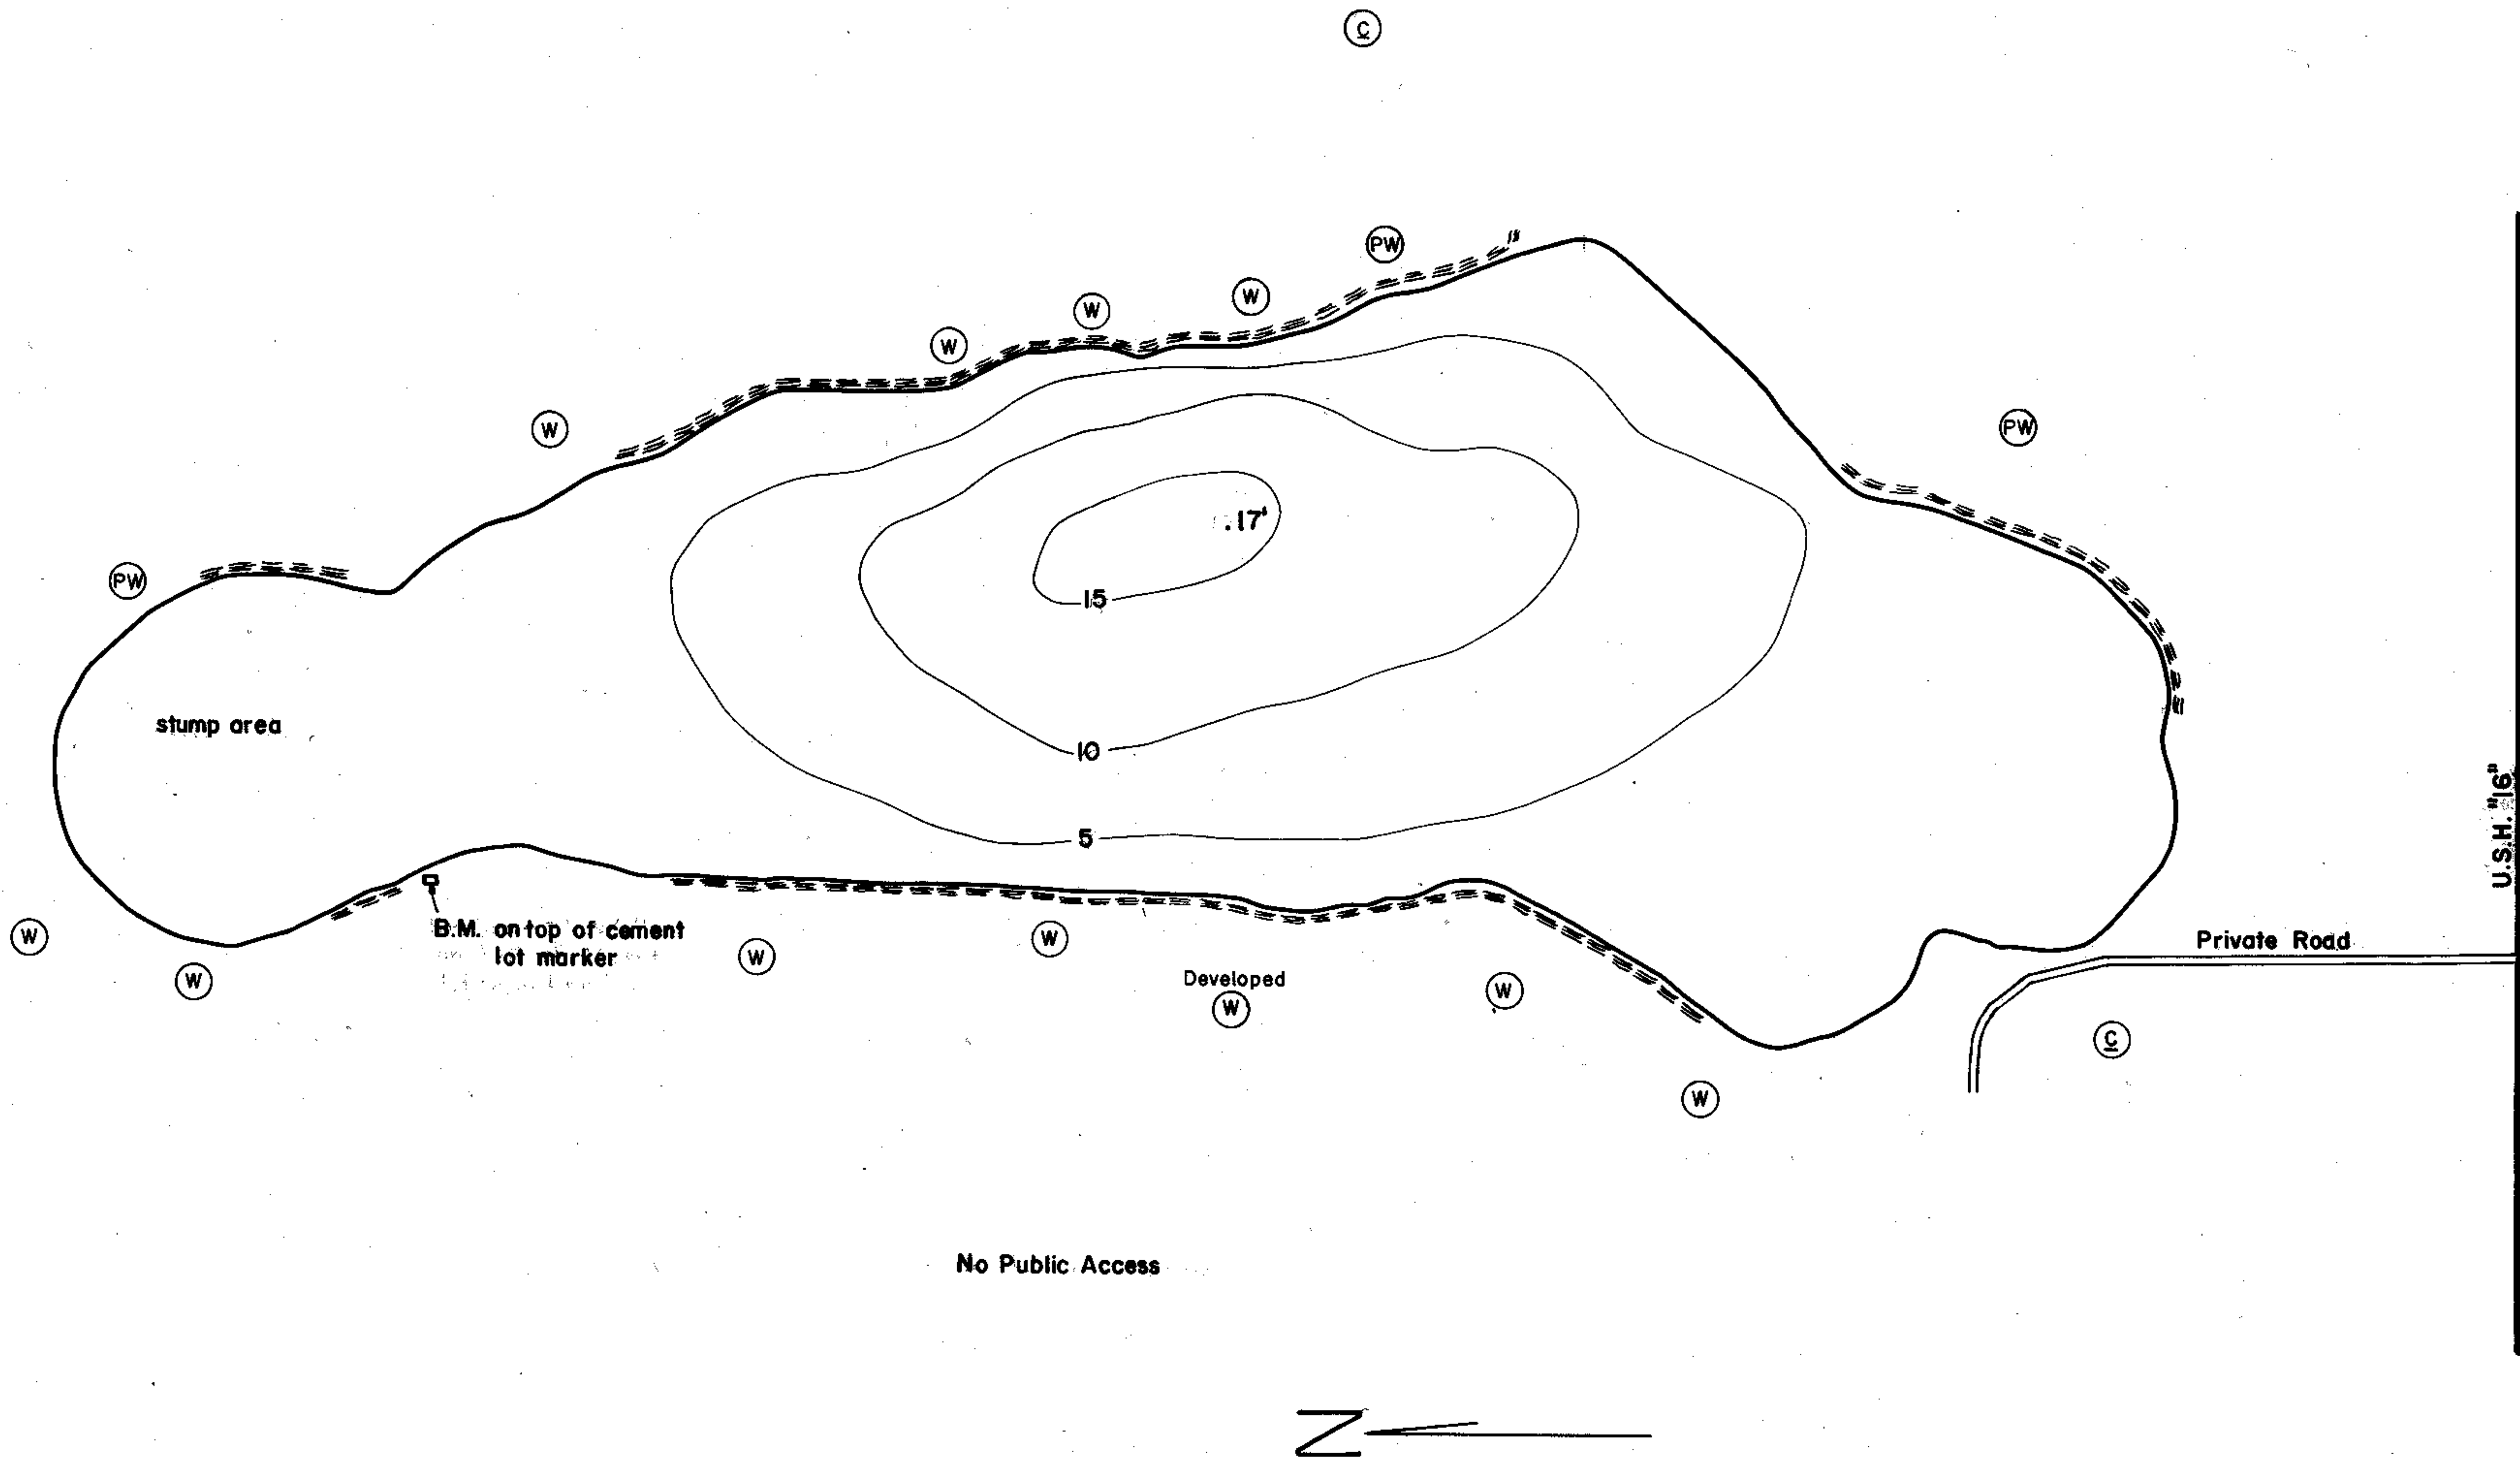 C
PW
W
W
W
W
PW
.17'
PW
15
stump area
10
U.S.H. "16"
5
B.M. on top of cement
lot marker
W
W
W
W
Private Road
Developed
W
W
C
W
No Public Access
N